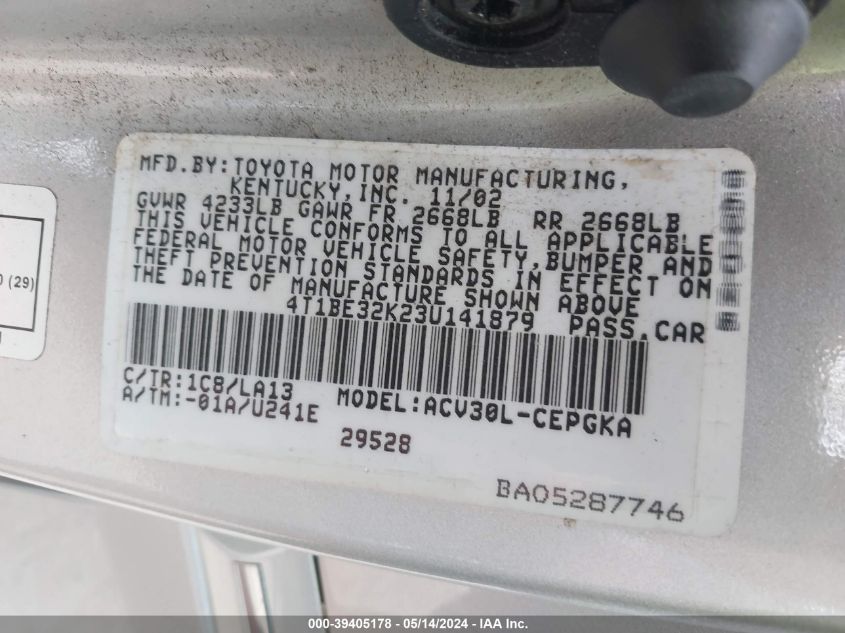 MFD.BY:TOYOTA MOTOR MANUFACTURING,
KENTUCKY,INC. 11/02
GVWR 4233LB GAWR FR 2668LB RR 2668LB
THIS VEHICLE CONFORMS TO ALL APPLICABLE
FEDERAL MOTOR VEHICLE SAFETY,BUMPER AND
THEFT PREVENTION STANDARDS IN EFFECT ON
THE DATE OF MANUFACTURE SHOWN ABOVE
4T1BE32K23U141879 PASS,CAR
C/TR:1C8/LA13 MODEL:ACV30L-CEPGKA
A/TM:-01A/U241E
29528
BA05287746
(29)
000-39405178 - 05/14/2024 - IAA Inc.